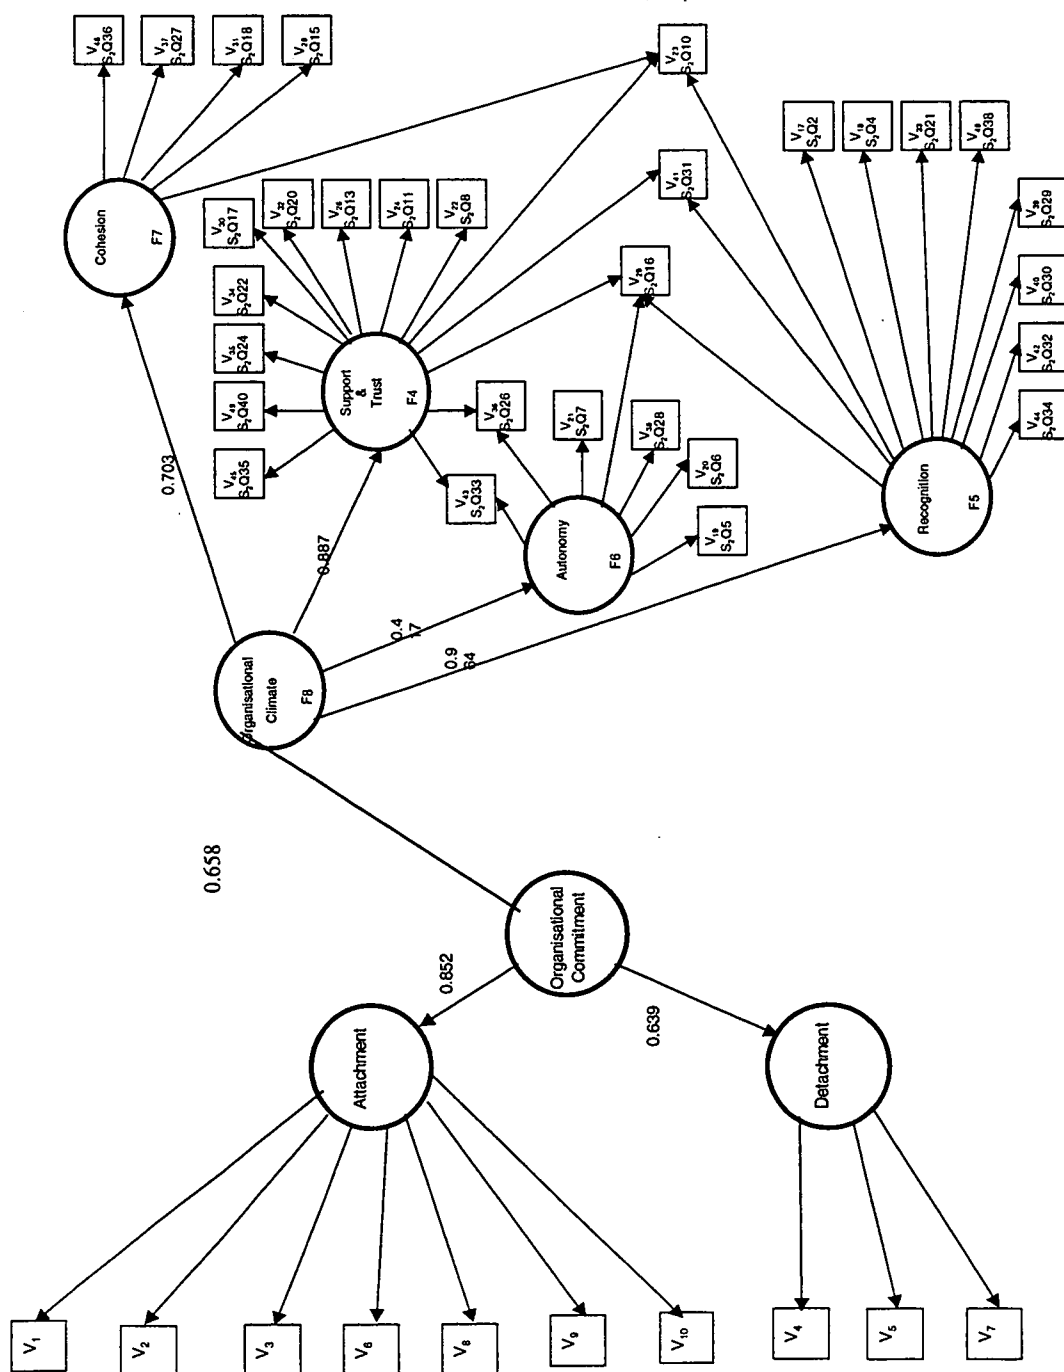 V₄₆
S₂Q36
V₃₇
S₂Q27
V₃₁
S₂Q18
V₂₈
S₂Q15
Cohesion
F7
V₂₃
S₂Q10
V₄₁
S₂Q31
V₂₉
S₂Q16
V₃₀
S₂Q17
V₃₂
S₂Q20
V₂₆
S₂Q13
V₂₄
S₂Q11
V₂₂
S₂Q8
V₃₄
S₂Q22
V₃₅
S₂Q24
V₄₉
S₂Q40
V₄₅
S₂Q35
Support
&
Trust
F4
V₃₆
S₂Q26
V₄₃
S₂Q33
V₂₁
S₂Q7
V₃₈
S₂Q28
V₂₀
S₂Q6
V₁₉
S₂Q5
Autonomy
F6
V₁₇
S₂Q2
V₁₈
S₂Q4
V₃₃
S₂Q21
V₄₈
S₂Q38
V₃₉
S₂Q29
V₄₀
S₂Q30
V₄₂
S₂Q32
V₄₄
S₂Q34
Recognition
F5
0.703
0.887
0.4
0.9
64
Organisational
Climate
F8
0.658
Organisational
Commitment
0.852
0.639
Attachment
Detachment
V₁
V₂
V₃
V₆
V₈
V₉
V₁₀
V₄
V₅
V₇